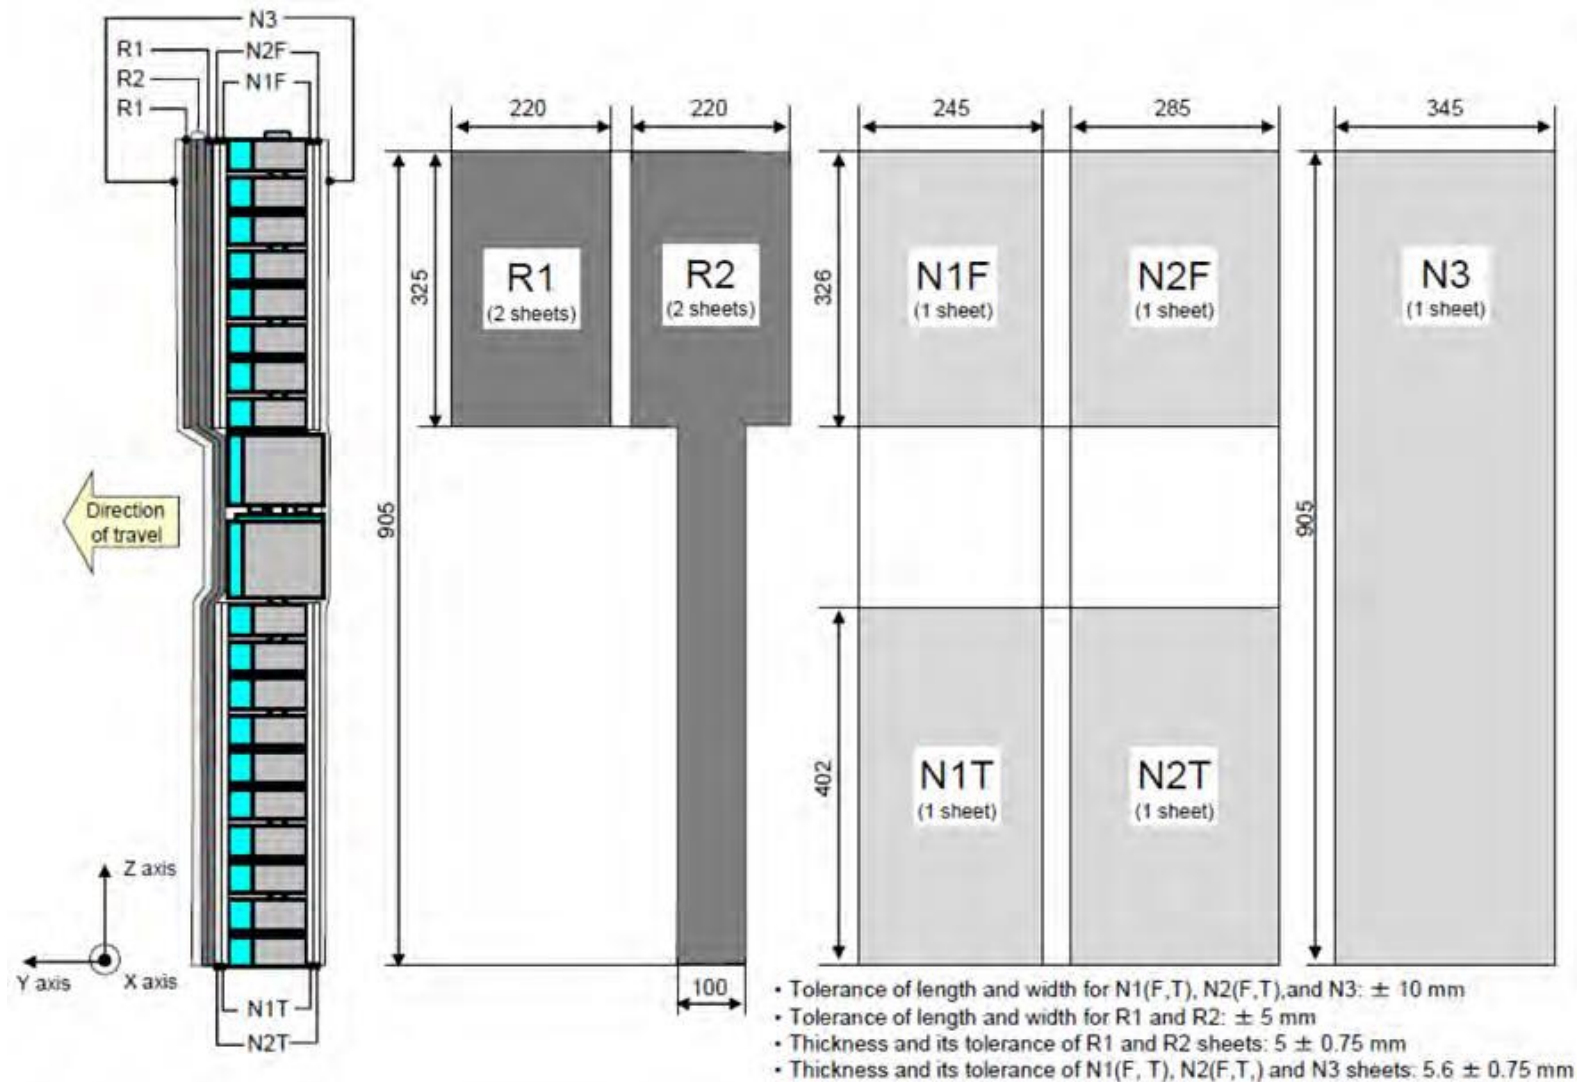 N3
R1
N2F
R2
N1F
R1
220
220
245
285
345
R1
(2 sheets)
R2
(2 sheets)
N1F
(1 sheet)
N2F
(1 sheet)
N3
(1 sheet)
325
326
Direction
of travel
905
905
N1T
(1 sheet)
N2T
(1 sheet)
402
Z axis
Y axis
X axis
100
N1T
N2T
• Tolerance of length and width for N1(F,T), N2(F,T),and N3: ± 10 mm
• Tolerance of length and width for R1 and R2: ± 5 mm
• Thickness and its tolerance of R1 and R2 sheets: 5 ± 0.75 mm
• Thickness and its tolerance of N1(F, T), N2(F,T,) and N3 sheets: 5.6 ± 0.75 mm